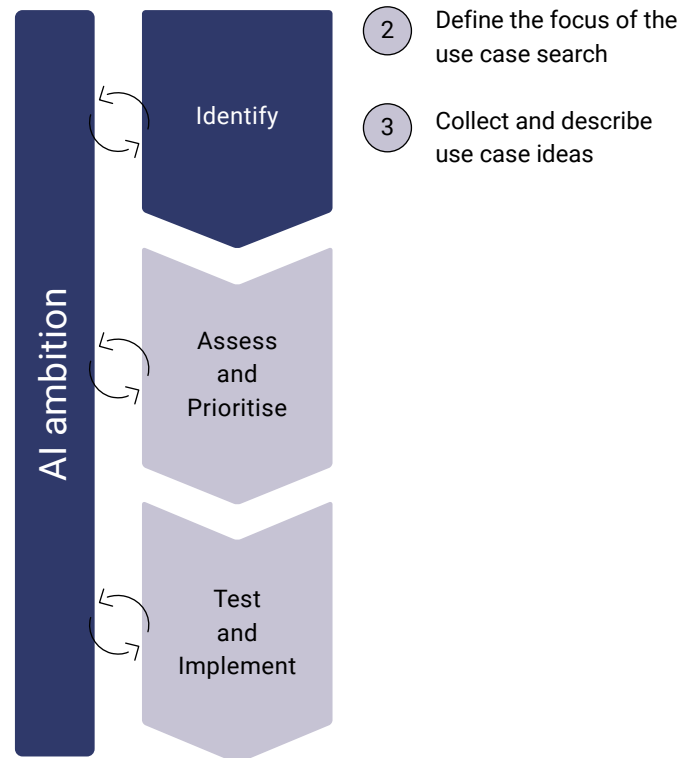 AI ambition
Identify
2
Define the focus of the
use case search
3
Collect and describe
use case ideas
Assess
and
Prioritise
Test
and
Implement